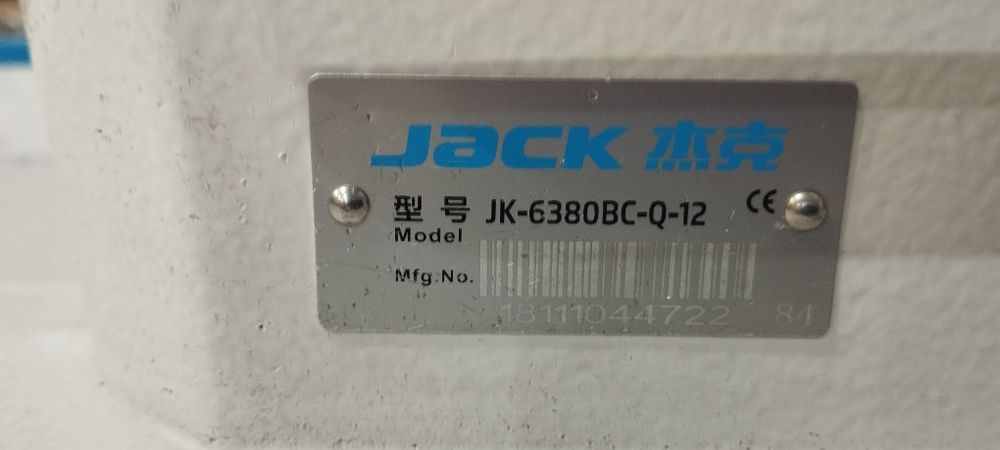 JACK 杰克
型号 JK-6380BC-Q-12 CE
Model
Mfg.No.
18111044722 84